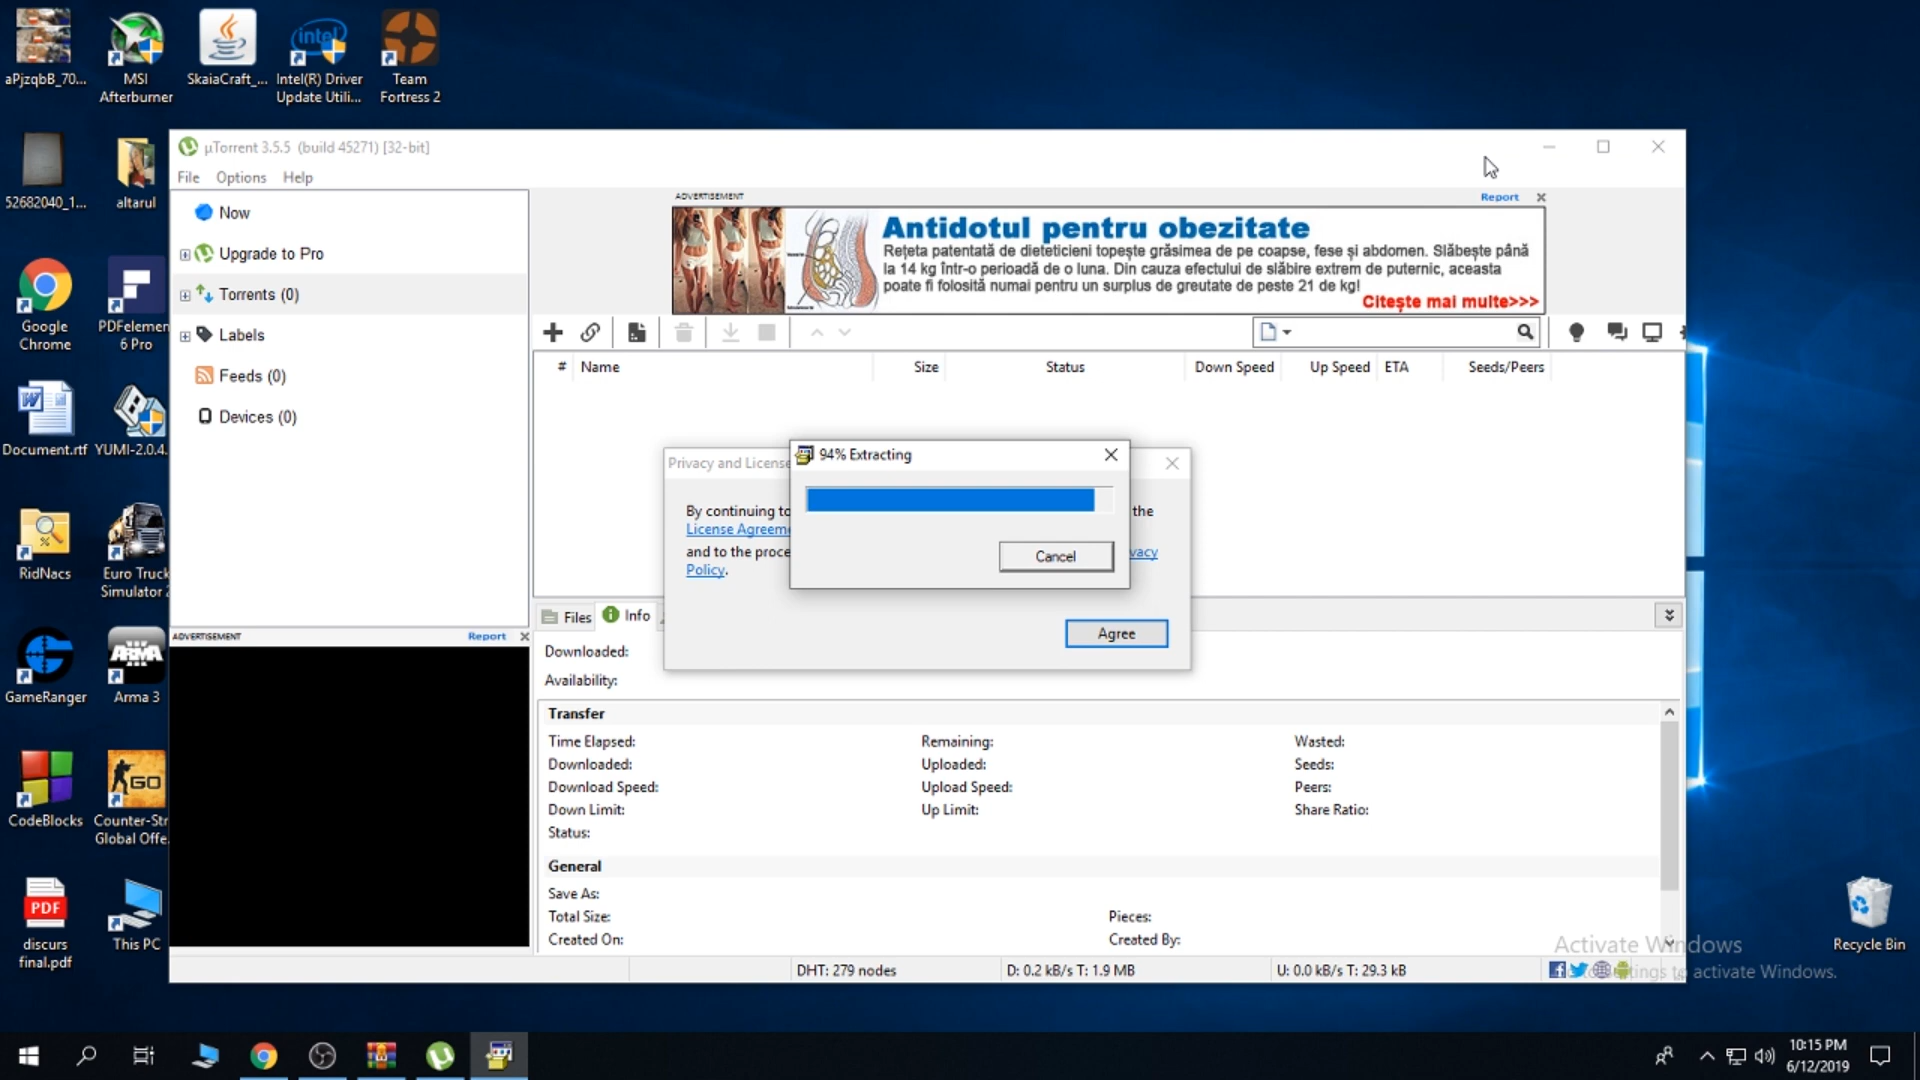 aPjzqbB_70...
MSI
Afterburner
SkaiaCraft_...
intel
Intel(R) Driver
Update Utili...
Team
Fortress 2
52682040_1...
altarul
Google
Chrome
PDFelemen
6 Pro
Document.rtf
YUMI-2.0.4.
RidNacs
Euro Truck
Simulator 2
GameRanger
ARMA
Arma 3
CodeBlocks
GO
Counter-Str
Global Offe.
PDF
discurs
final.pdf
This PC
Recycle Bin
µTorrent 3.5.5 (build 45271) [32-bit]
File Options Help
Now
Upgrade to Pro
Torrents (0)
Labels
Feeds (0)
Devices (0)
ADVERTISEMENT Report
ADVERTISEMENT Report
Antidotul pentru obezitate
Rețeta patentată de dieteticieni topește grăsimea de pe coapse, fese și abdomen. Slăbește până
la 14 kg într-o perioadă de o luna. Din cauza efectului de slăbire extrem de puternic, aceasta
poate fi folosită numai pentru un surplus de greutate de peste 21 de kg!
Citește mai multe>>>
# Name Size Status Down Speed Up Speed ETA Seeds/Peers
Privacy and License
By continuing to the
License Agreem
and to the proce vacy
Policy.
Agree
94% Extracting
Cancel
Files Info
Downloaded:
Availability:
Transfer
Time Elapsed: Remaining: Wasted:
Downloaded: Uploaded: Seeds:
Download Speed: Upload Speed: Peers:
Down Limit: Up Limit: Share Ratio:
Status:
General
Save As:
Total Size: Pieces:
Created On: Created By:
DHT: 279 nodes D: 0.2 kB/s T: 1.9 MB U: 0.0 kB/s T: 29.3 kB
Activate Windows
to activate Windows.
10:15 PM
6/12/2019